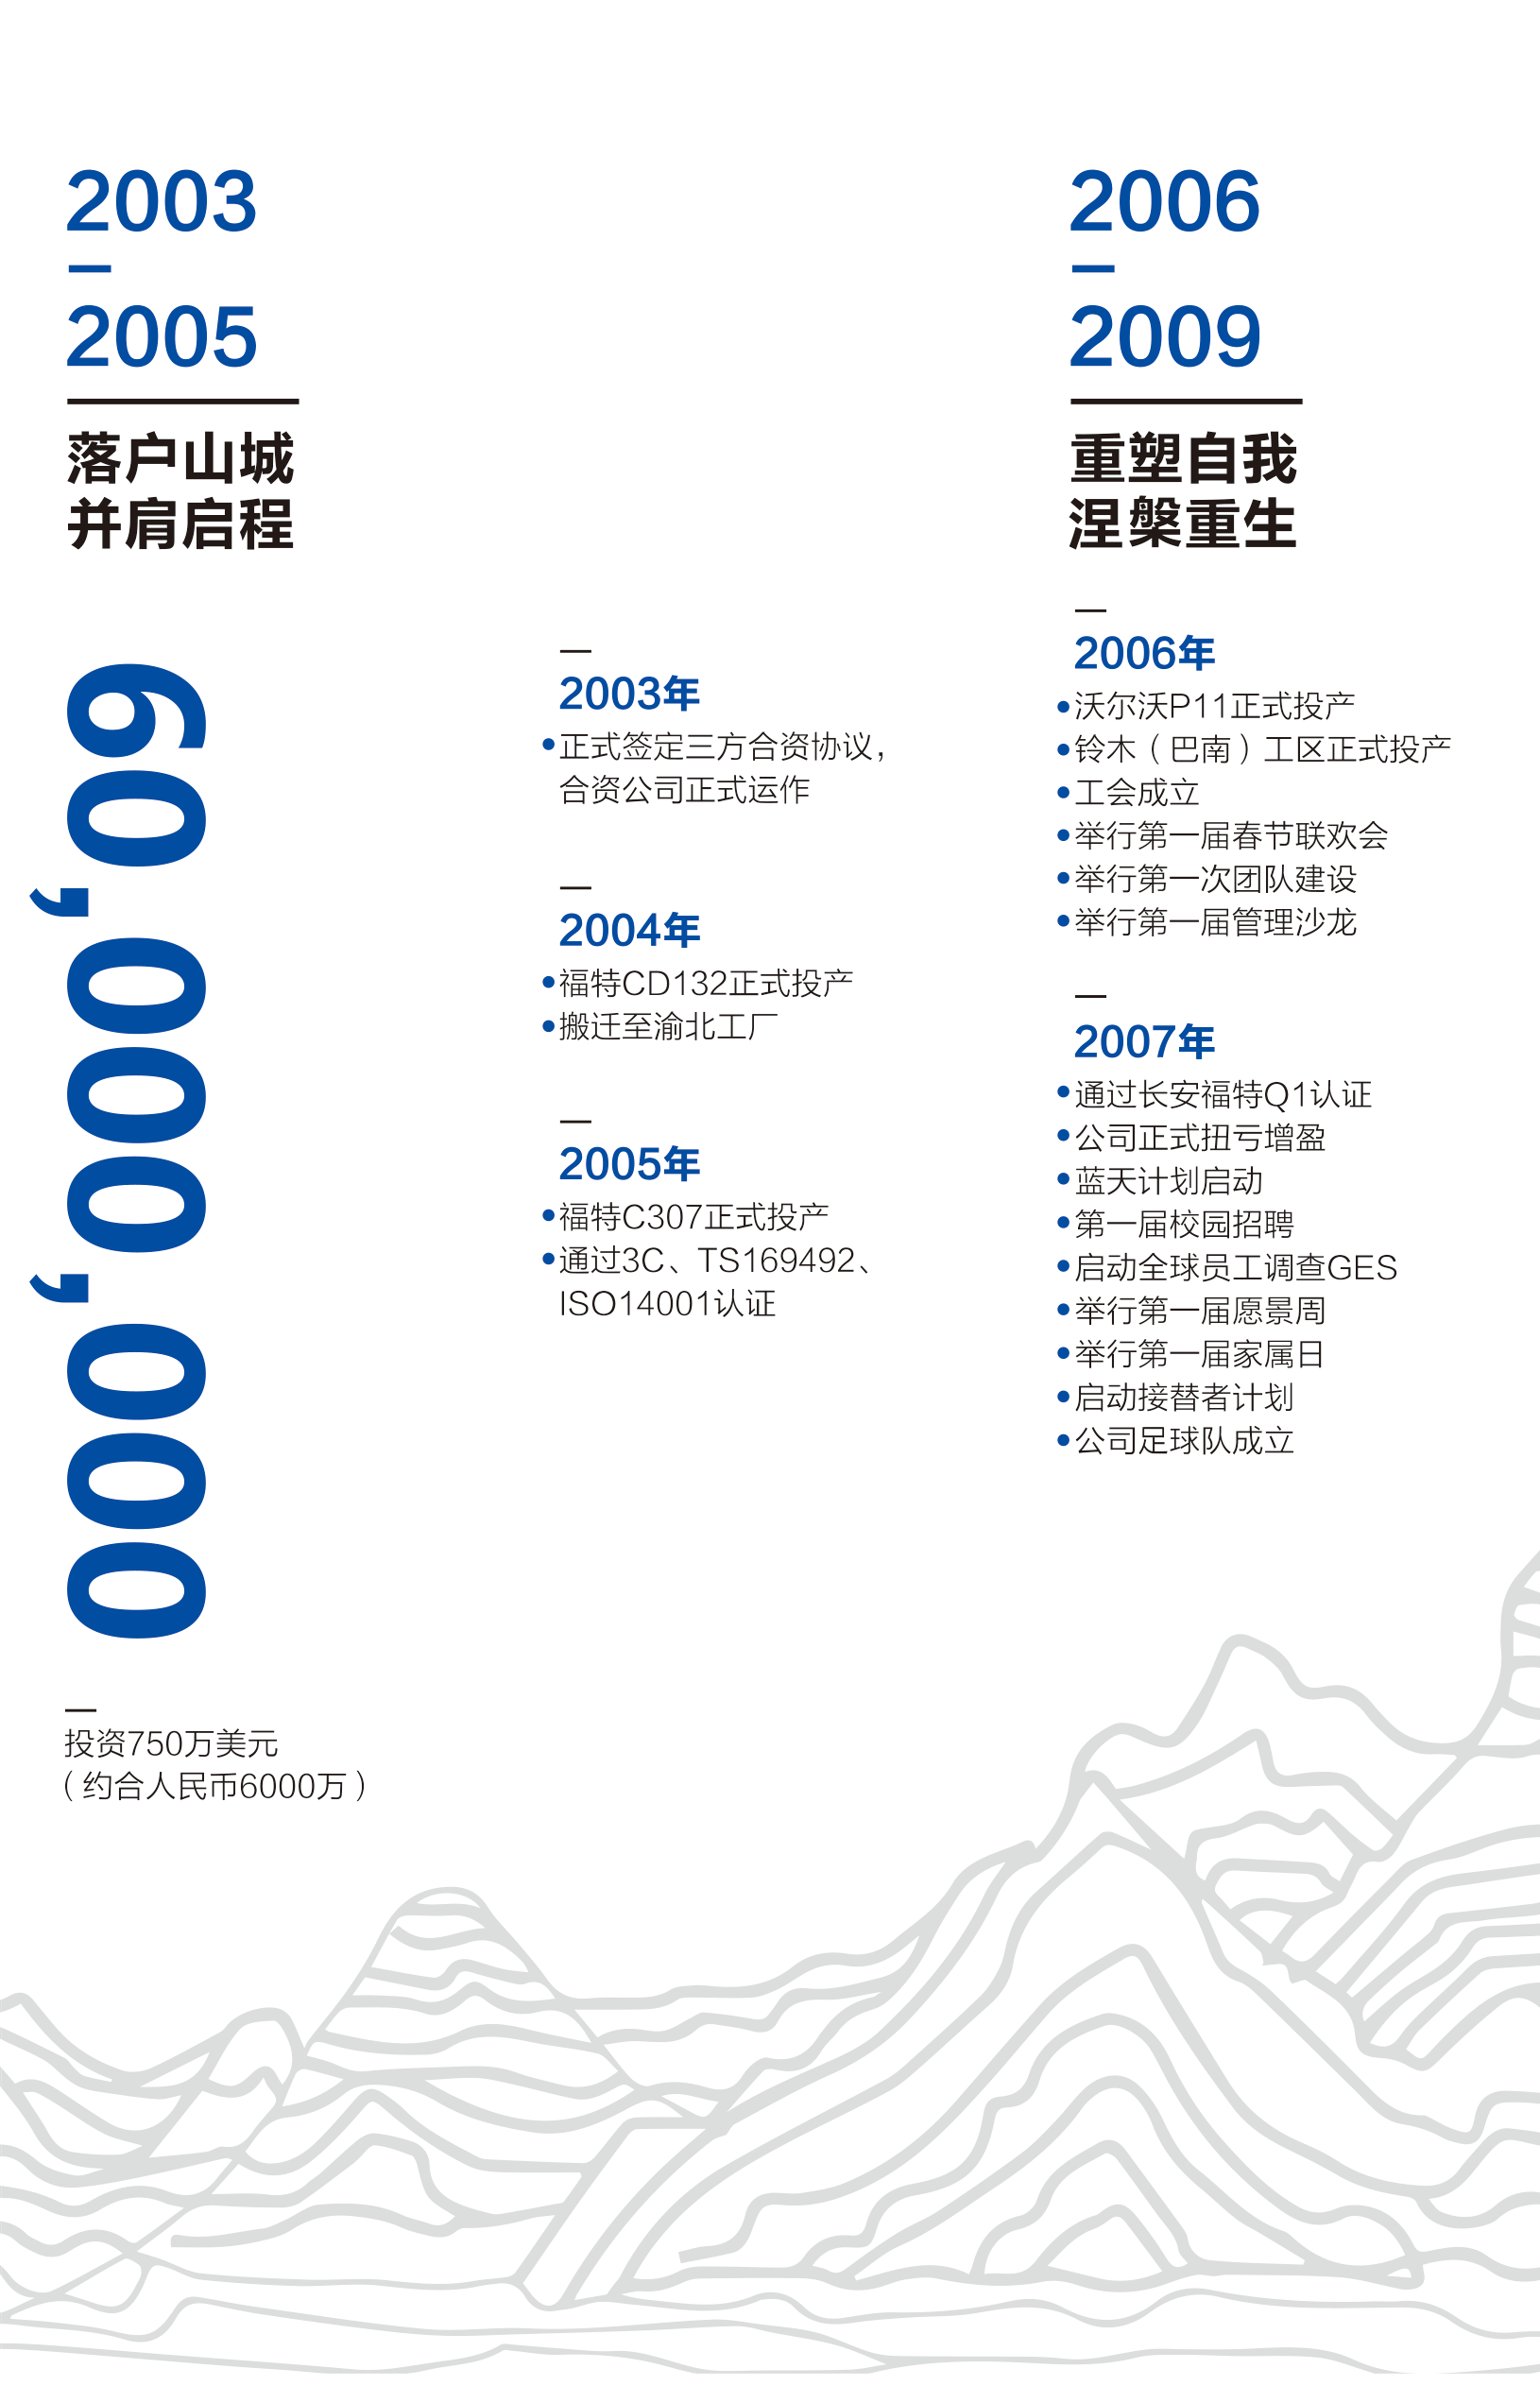 2003
—
2005
落户山城
并肩启程
60,000,000
投资750万美元
（约合人民币6000万）
2003年
●正式签定三方合资协议，
合资公司正式运作
2004年
●福特CD132正式投产
●搬迁至渝北工厂
2005年
●福特C307正式投产
●通过3C、TS169492、
ISO14001认证
2006
—
2009
重塑自我
涅槃重生
2006年
●沃尔沃P11正式投产
●铃木（巴南）工区正式投产
●工会成立
●举行第一届春节联欢会
●举行第一次团队建设
●举行第一届管理沙龙
2007年
●通过长安福特Q1认证
●公司正式扭亏增盈
●蓝天计划启动
●第一届校园招聘
●启动全球员工调查GES
●举行第一届愿景周
●举行第一届家属日
●启动接替者计划
●公司足球队成立